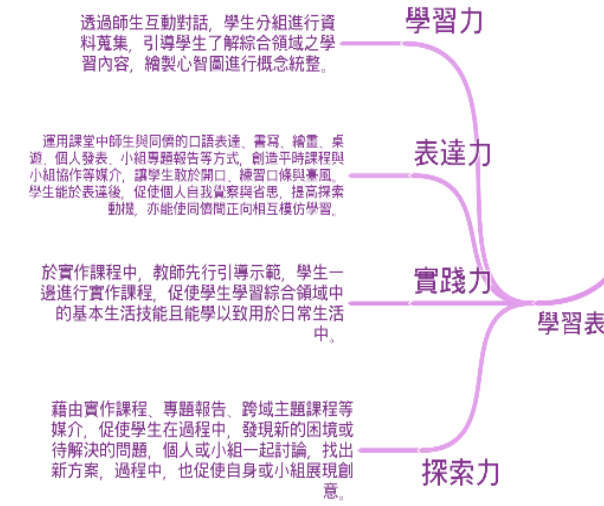 學習力
透過師生互動對話，學生分組進行資
料蒐集，引導學生了解綜合領域之學
習內容，繪製心智圖進行概念統整。
表達力
運用課堂中師生與同儕的口語表達、書寫、繪畫、桌
遊、個人發表、小組專題報告等方式，創造平時課程與
小組協作等媒介，讓學生敢於開口、練習口條與臺風。
學生能於表達後，促使個人自我覺察與省思，提高探索
動機，亦能使同儕間正向相互模仿學習。
實踐力
於實作課程中，教師先行引導示範，學生一
邊進行實作課程，促使學生學習綜合領域中
的基本生活技能且能學以致用於日常生活
中。
學習表
探索力
藉由實作課程、專題報告、跨域主題課程等
媒介，促使學生在過程中，發現新的困境或
待解決的問題，個人或小組一起討論，找出
新方案，過程中，也促使自身或小組展現創
意。